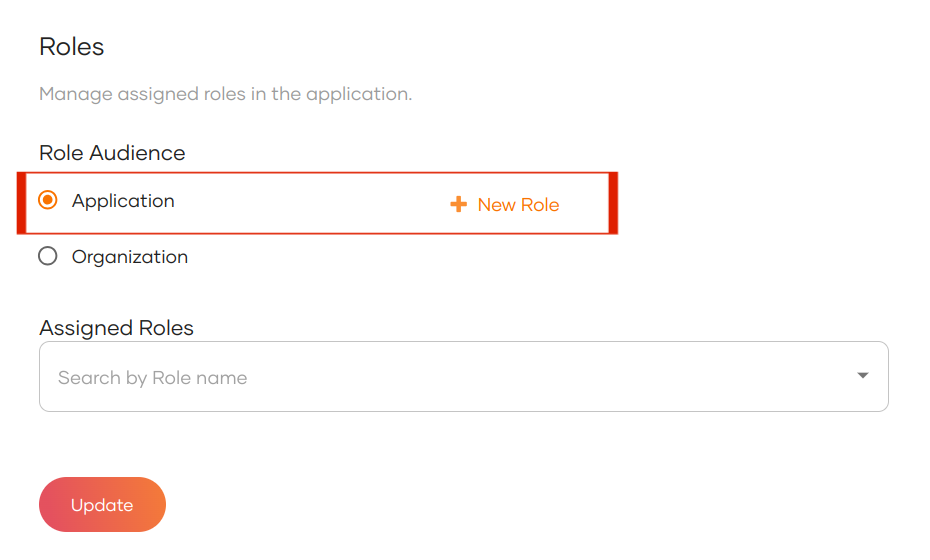 Roles
Manage assigned roles in the application.
Role Audience
Application
New Role
Organization
Assigned Roles
Search by Role name
Update